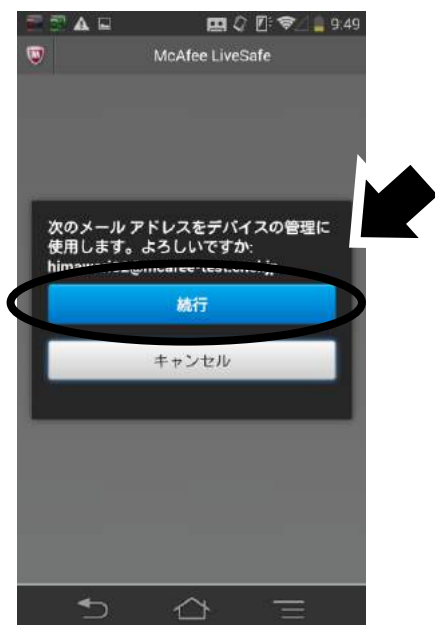 9:49
McAfee LiveSafe
次のメール アドレスをデバイスの管理に
使用します。よろしいですか:
続行
キャンセル